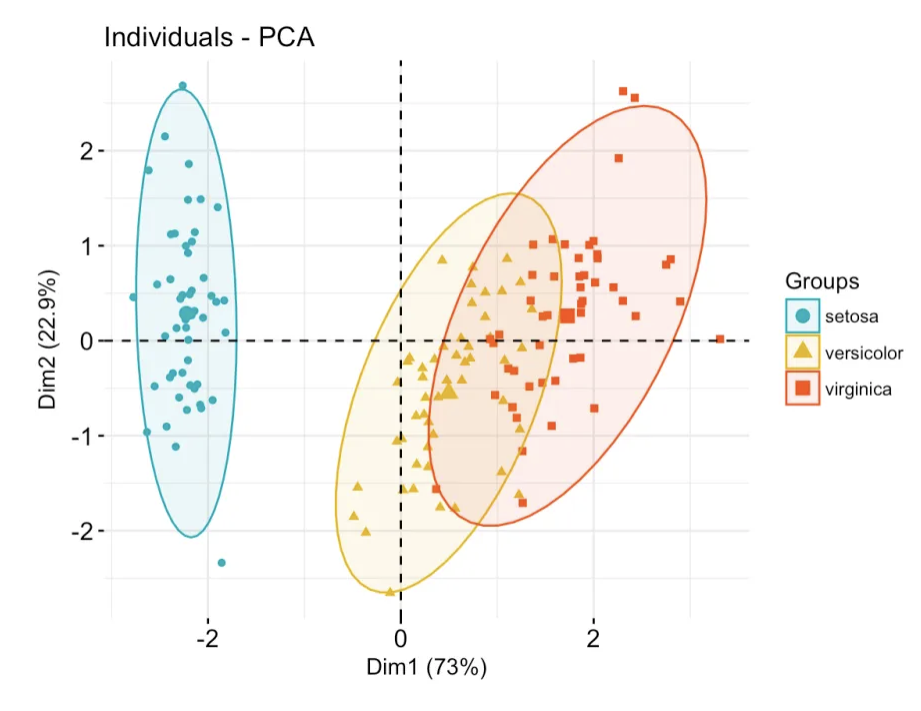 Individuals - PCA
Dim2 (22.9%)
2
1
0
-1
-2
-2
0
2
Dim1 (73%)
Groups
setosa
versicolor
virginica